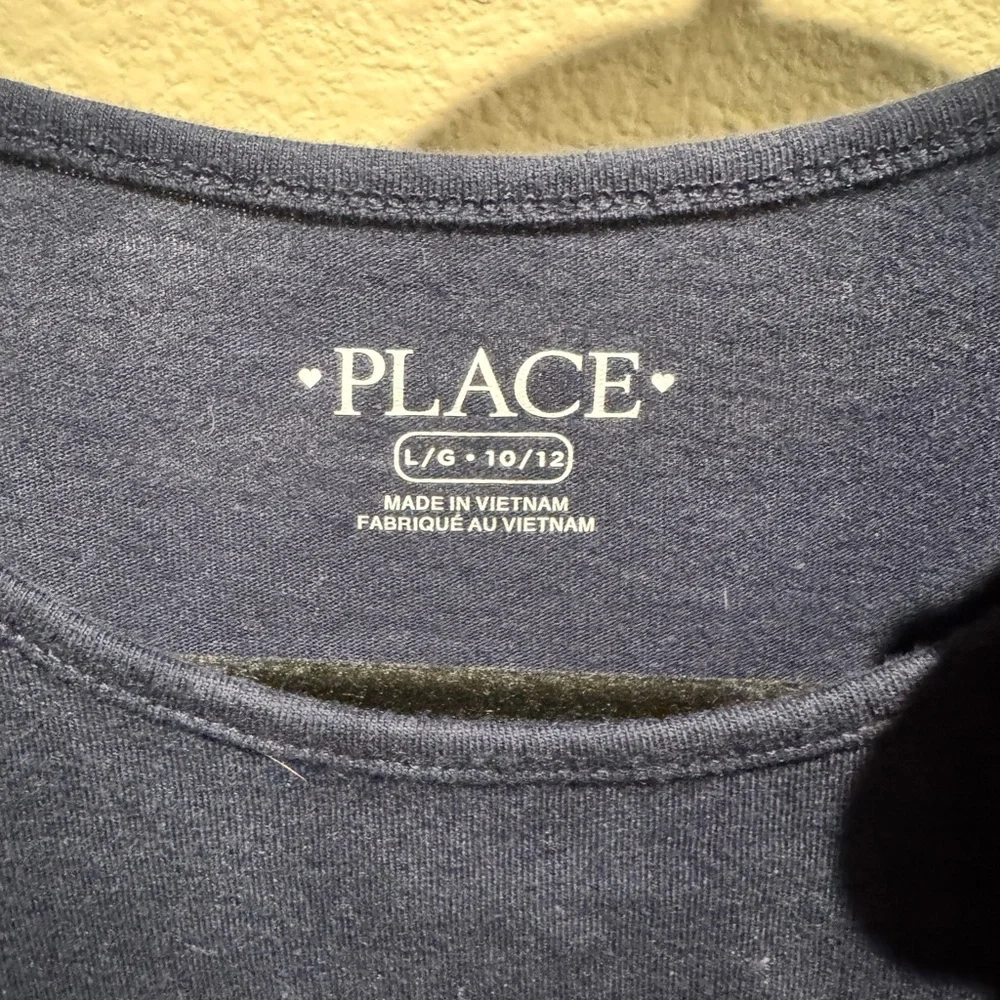 PLACE
L/G • 10/12
MADE IN VIETNAM
FABRIQUÉ AU VIETNAM